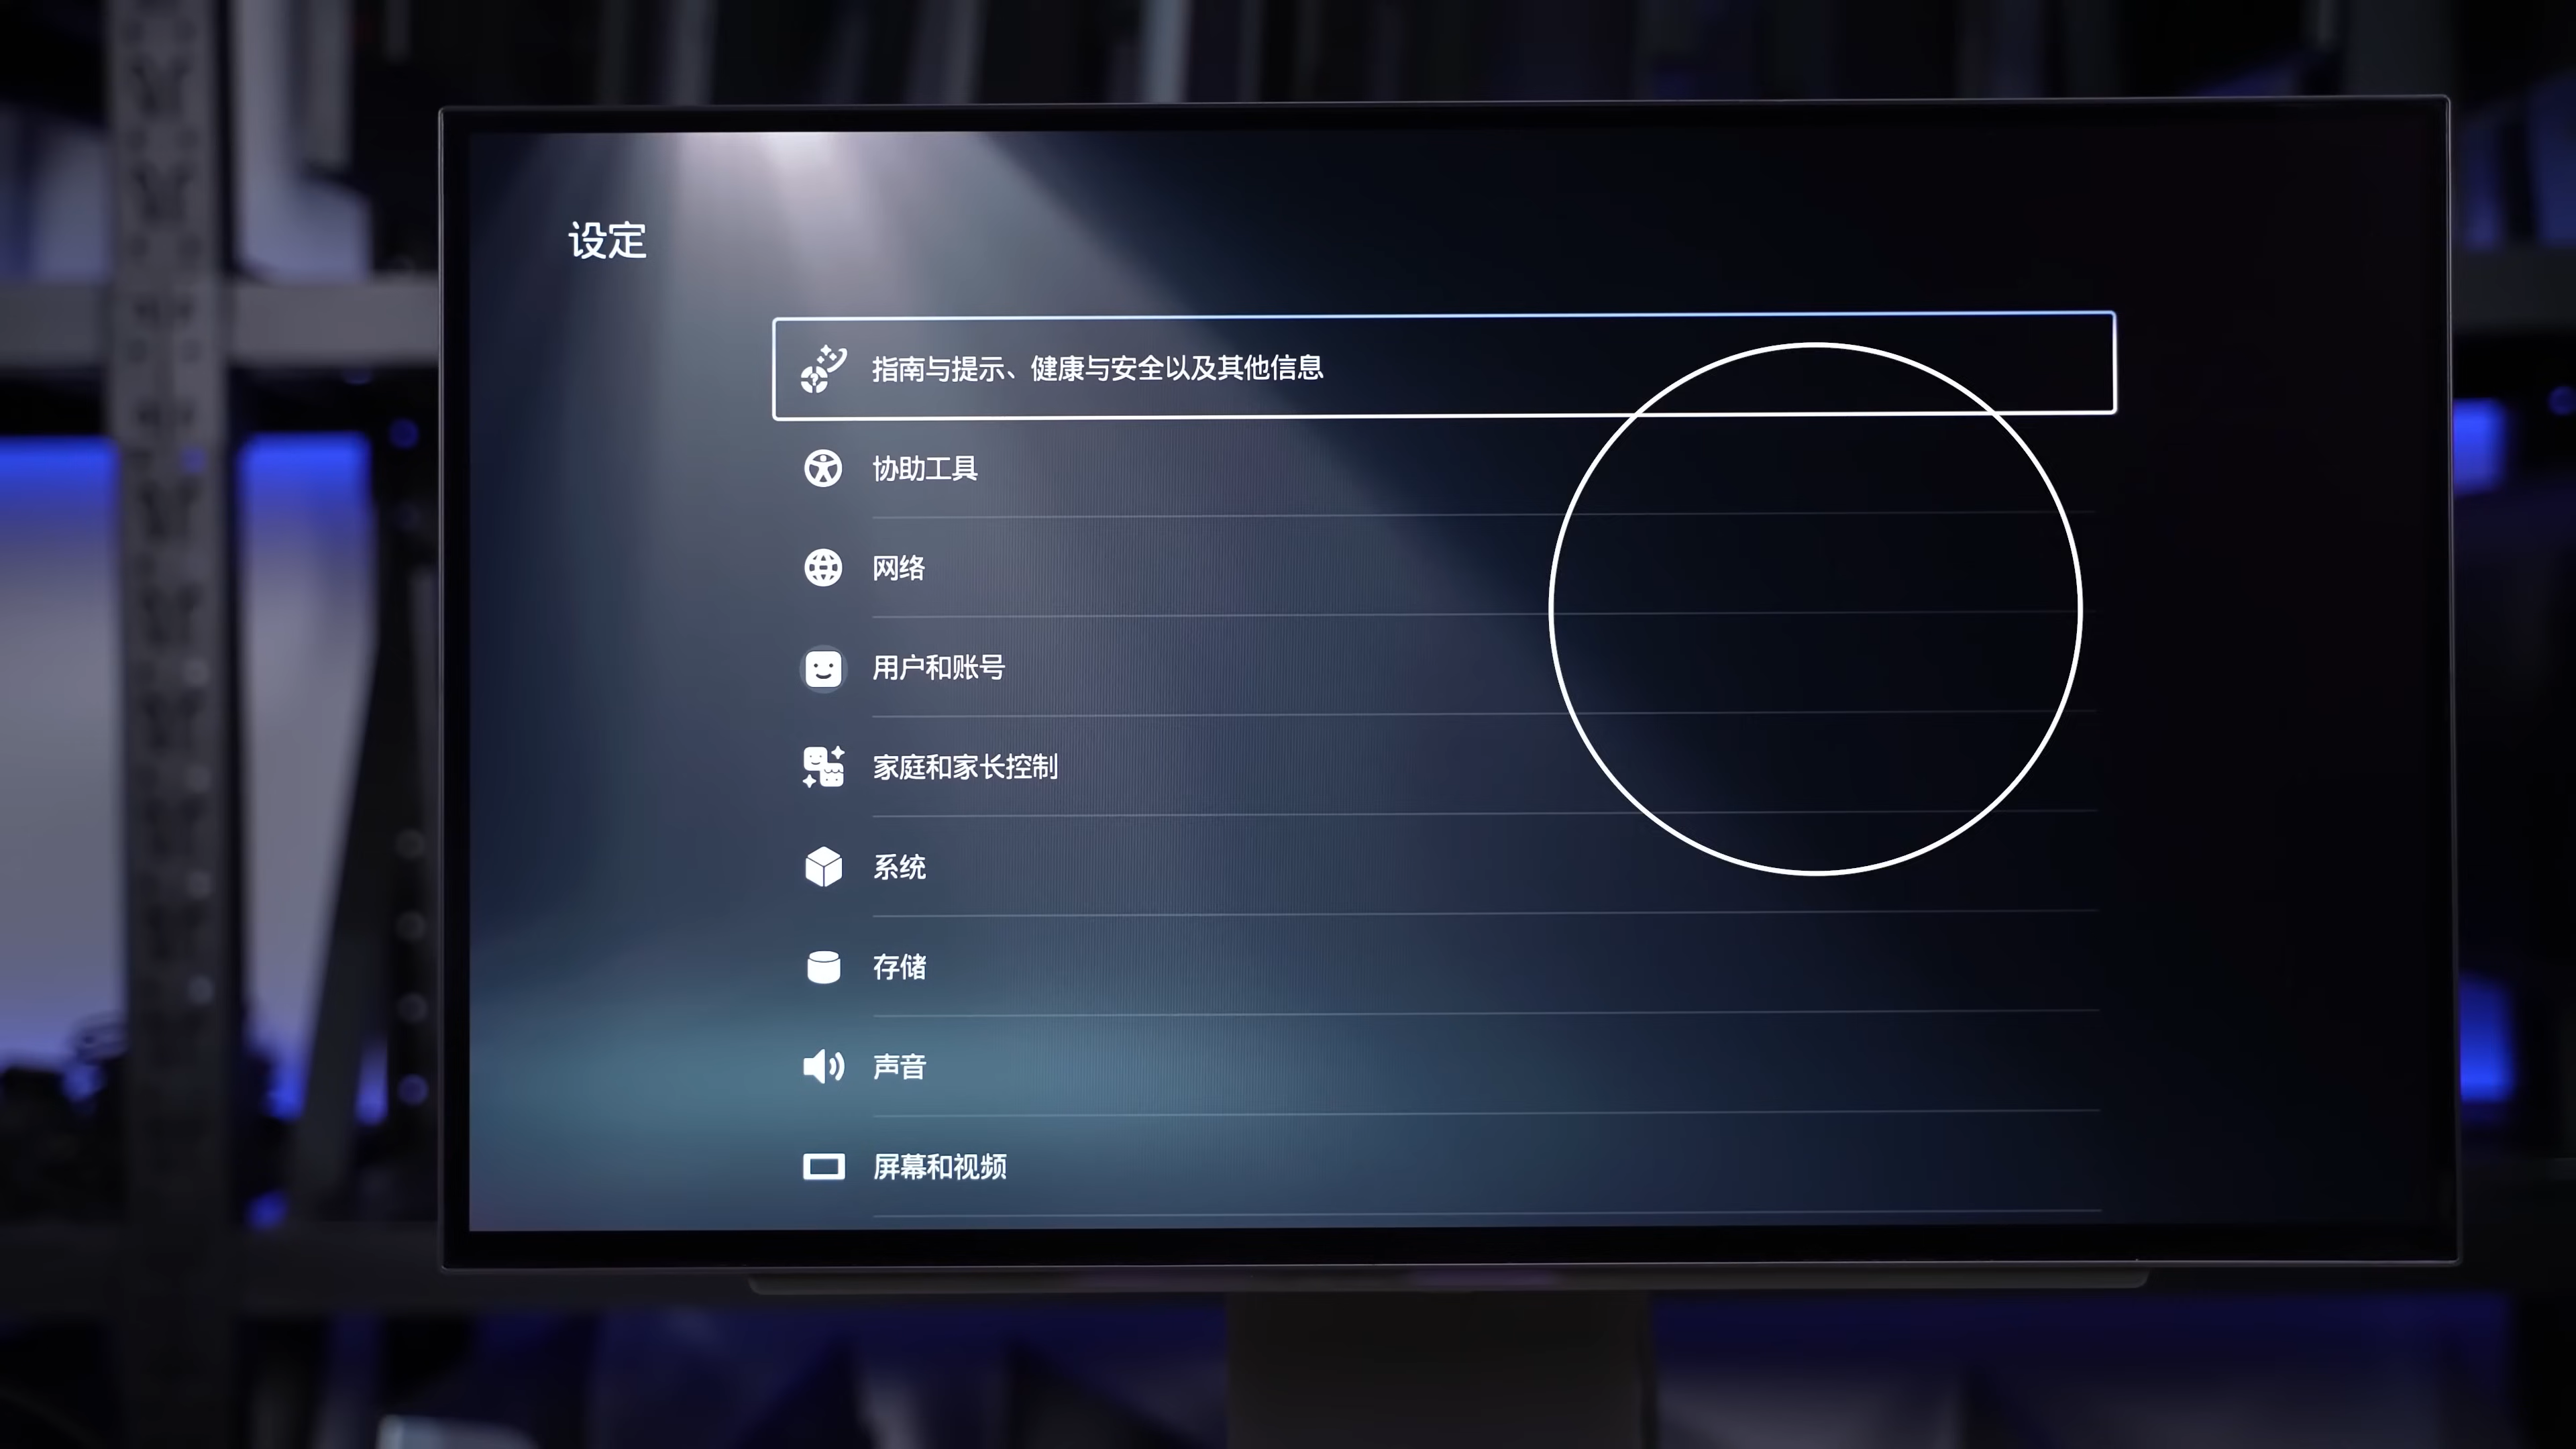 设定
指南与提示、健康与安全以及其他信息
协助工具
网络
用户和账号
家庭和家长控制
系统
存储
声音
屏幕和视频